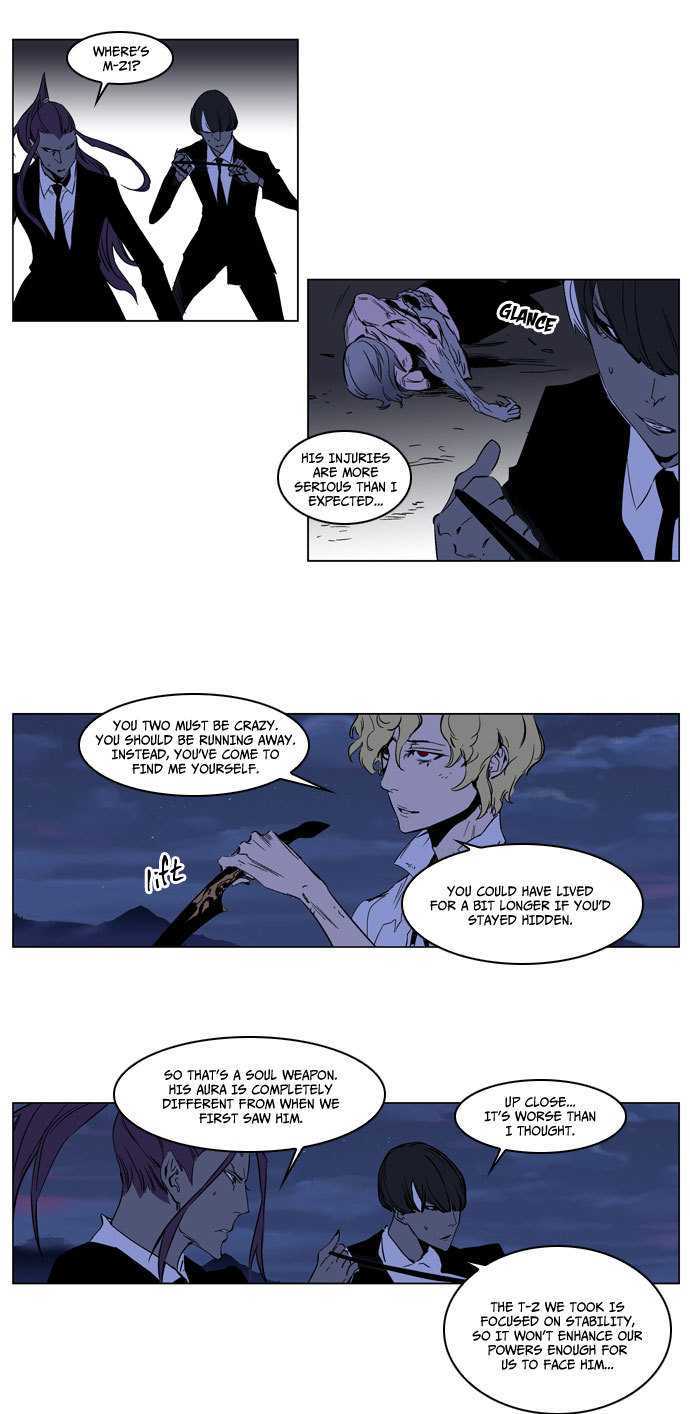 WHERE'S
M-21?
GLANCE
HIS INJURIES
ARE MORE
SERIOUS THAN I
EXPECTED...
YOU TWO MUST BE CRAZY.
YOU SHOULD BE RUNNING AWAY.
INSTEAD, YOU'VE COME TO
FIND ME YOURSELF.
lift
YOU COULD HAVE LIVED
FOR A BIT LONGER IF YOU'D
STAYED HIDDEN.
SO THAT'S A SOUL WEAPON.
HIS AURA IS COMPLETELY
DIFFERENT FROM WHEN WE
FIRST SAW HIM.
UP CLOSE...
IT'S WORSE THAN
I THOUGHT.
THE T-2 WE TOOK IS
FOCUSED ON STABILITY,
SO IT WON'T ENHANCE OUR
POWERS ENOUGH FOR
US TO FACE HIM...